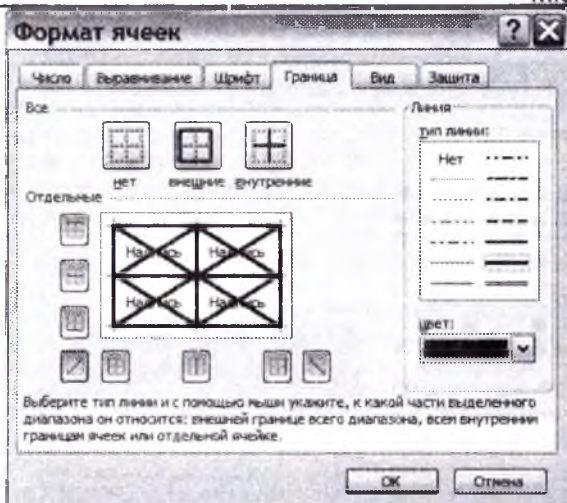 Формат ячеек
Число Выравнивание Шрифт Граница Вид Защита
Все
Линия
тип линии:
Нет
нет внешние внутренние
Отдельные
Надпись Надпись
Надпись Надпись
цвет:
Выберите тип линии и с помощью мыши укажите, к какой части выделенного
диапазона он относится: внешней границе всего диапазона, всем внутренним
границам ячеек или отдельной ячейке.
ОК Отмена